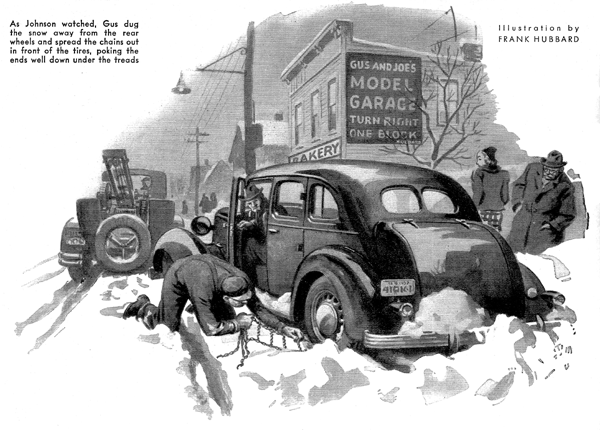 As Johnson watched, Gus dug
the snow away from the rear
wheels and spread the chains out
in front of the tires, poking the
ends well down under the treads
Illustration by
FRANK HUBBARD
GUS AND JOE'S
MODEL
GARAGE
TURN RIGHT
ONE BLOCK
BAKERY